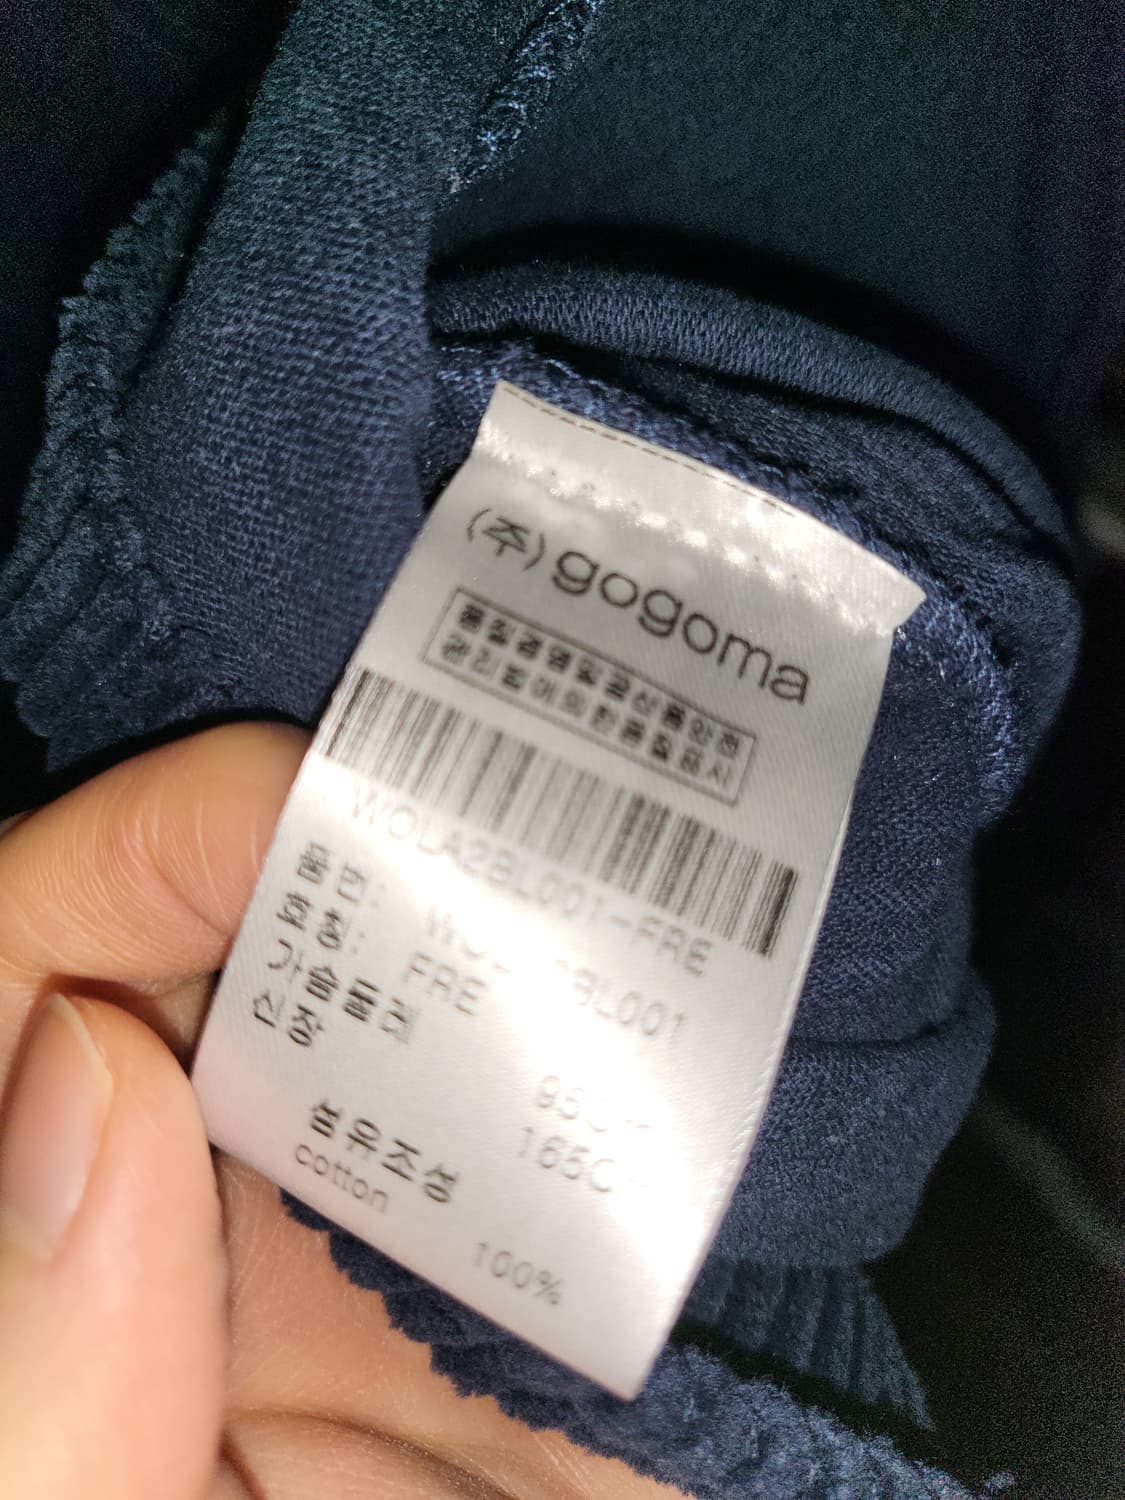 (주)gogoma
품질경영및공산품안전
관리법에의한품질표시
WOLA2BL001-FRE
품번: BL001
호칭: FRE
가슴둘레
신장 165C
섬유조성
cotton
100%